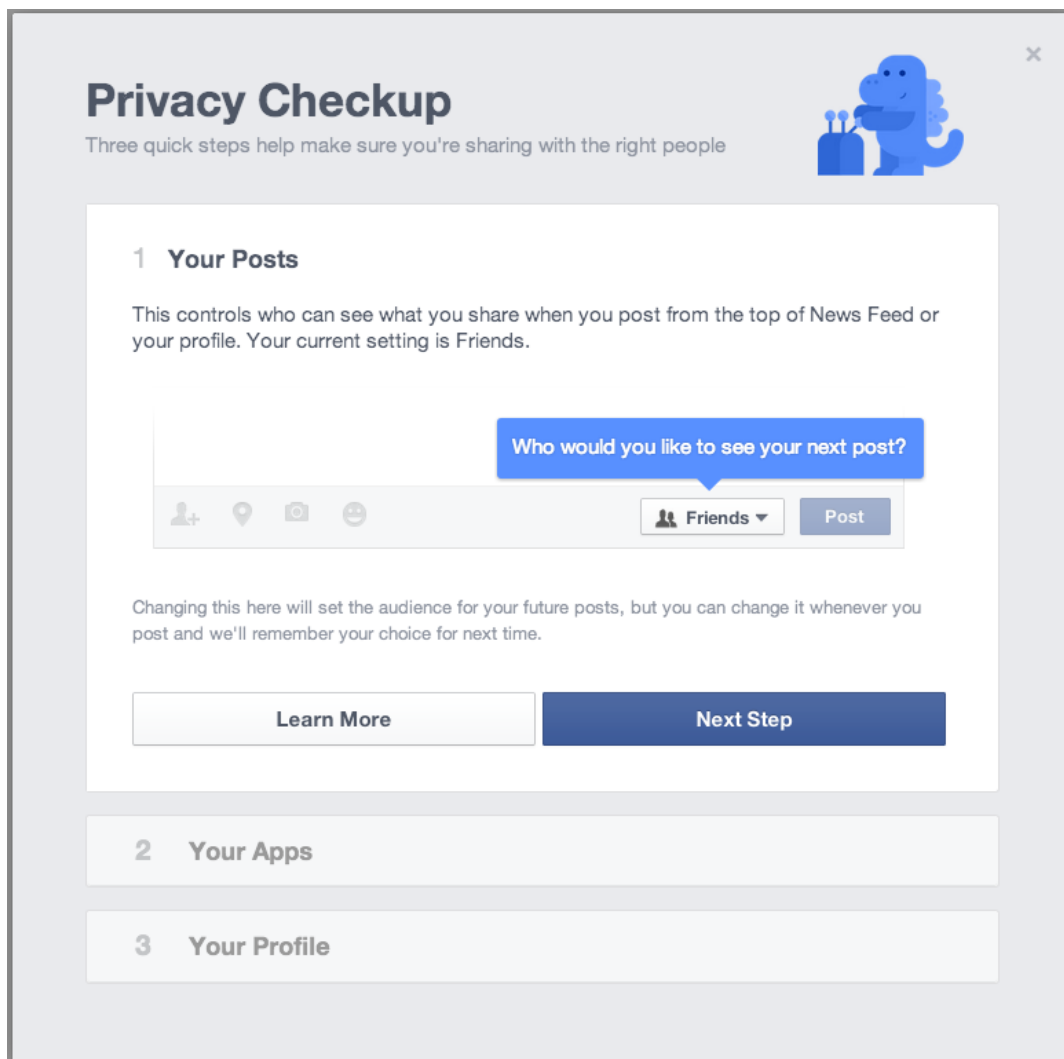 Privacy Checkup
Three quick steps help make sure you're sharing with the right people
1 Your Posts
This controls who can see what you share when you post from the top of News Feed or
your profile. Your current setting is Friends.
Who would you like to see your next post?
Friends
Post
Changing this here will set the audience for your future posts, but you can change it whenever you
post and we'll remember your choice for next time.
Learn More
Next Step
2 Your Apps
3 Your Profile